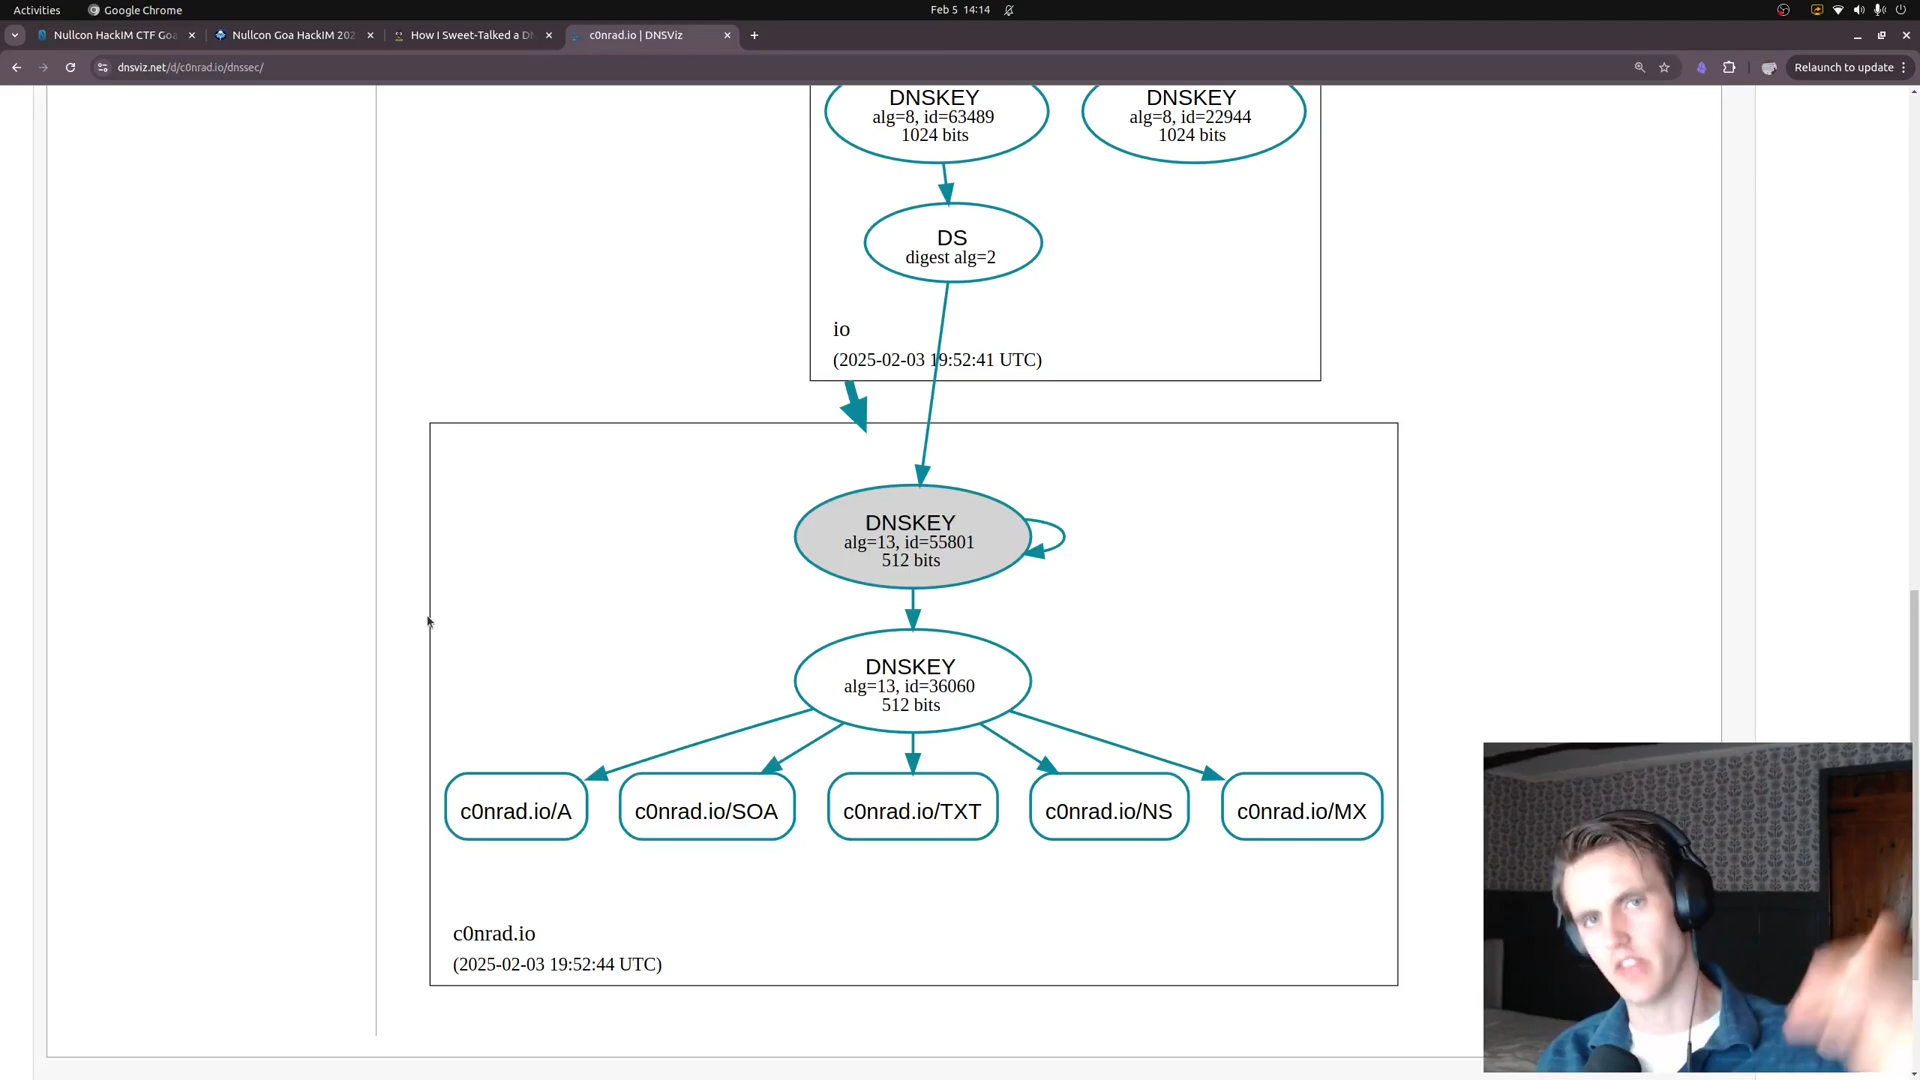 Activities
Google Chrome
Feb 5 14:14
Nullcon HackIM CTF Goa
Nullcon Goa HackIM 202
How I Sweet-Talked a DN
c0nrad.io | DNSViz
dnsviz.net/d/c0nrad.io/dnssec/
Relaunch to update
DNSKEY
alg=8, id=63489
1024 bits
DNSKEY
alg=8, id=22944
1024 bits
DS
digest alg=2
io
(2025-02-03 19:52:41 UTC)
DNSKEY
alg=13, id=55801
512 bits
DNSKEY
alg=13, id=36060
512 bits
c0nrad.io/A
c0nrad.io/SOA
c0nrad.io/TXT
c0nrad.io/NS
c0nrad.io/MX
c0nrad.io
(2025-02-03 19:52:44 UTC)